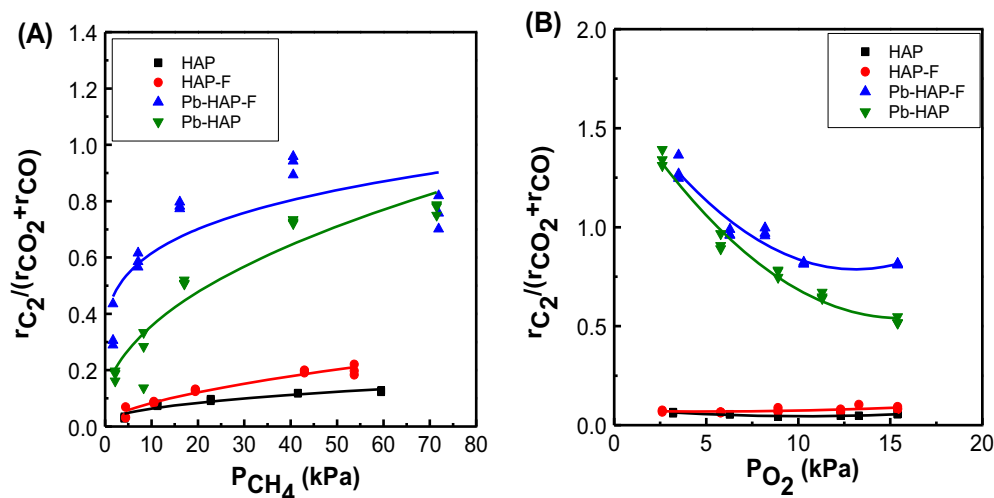 (A)
1.4
1.2
1.0
0.8
0.6
0.4
0.2
0.0
rC2/(rCO2+rCO)
HAP
HAP-F
Pb-HAP-F
Pb-HAP
0 10 20 30 40 50 60 70 80
PCH4 (kPa)
(B)
2.0
1.5
1.0
0.5
0.0
rC2/(rCO2+rCO)
HAP
HAP-F
Pb-HAP-F
Pb-HAP
0 5 10 15 20
PO2 (kPa)